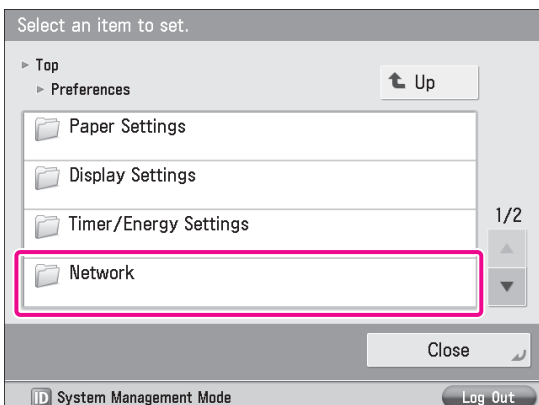 Select an item to set.
Top
Preferences
Up
Paper Settings
Display Settings
Timer/Energy Settings
1/2
Network
Close
ID System Management Mode
Log Out